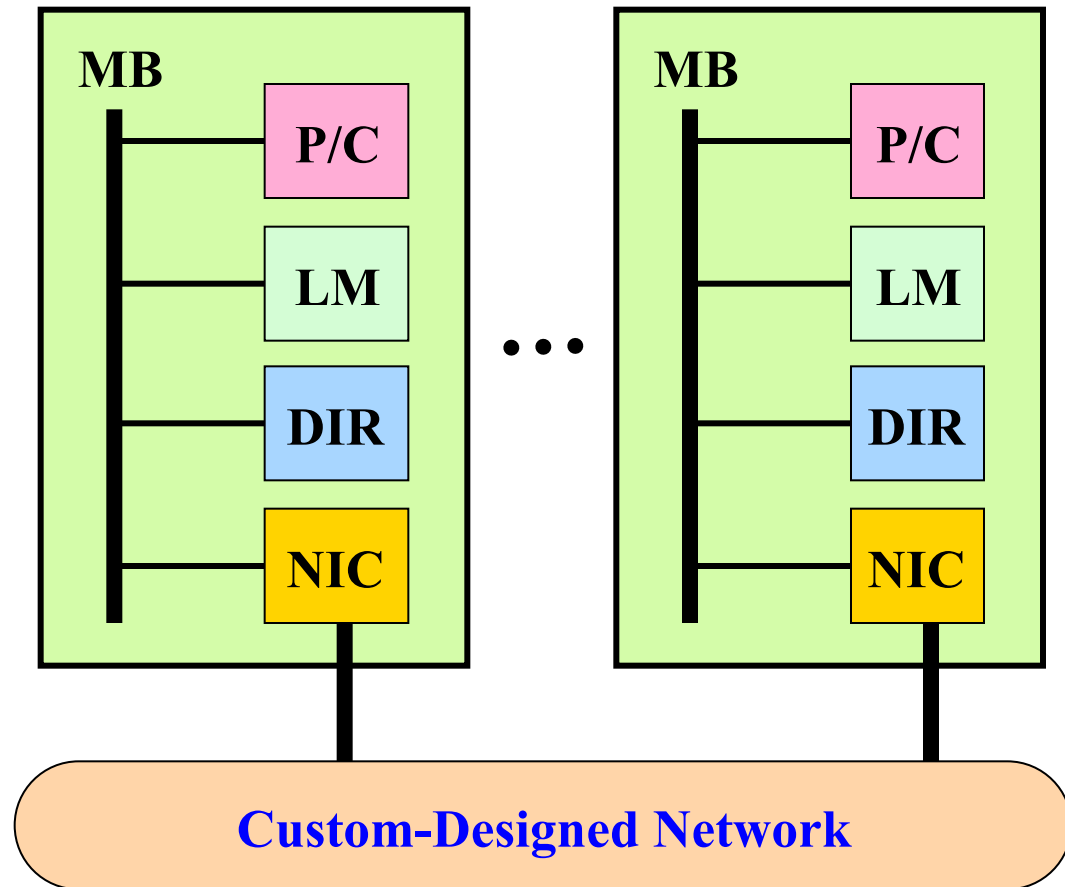 MB
P/C
LM
DIR
NIC
...
MB
P/C
LM
DIR
NIC
Custom-Designed Network